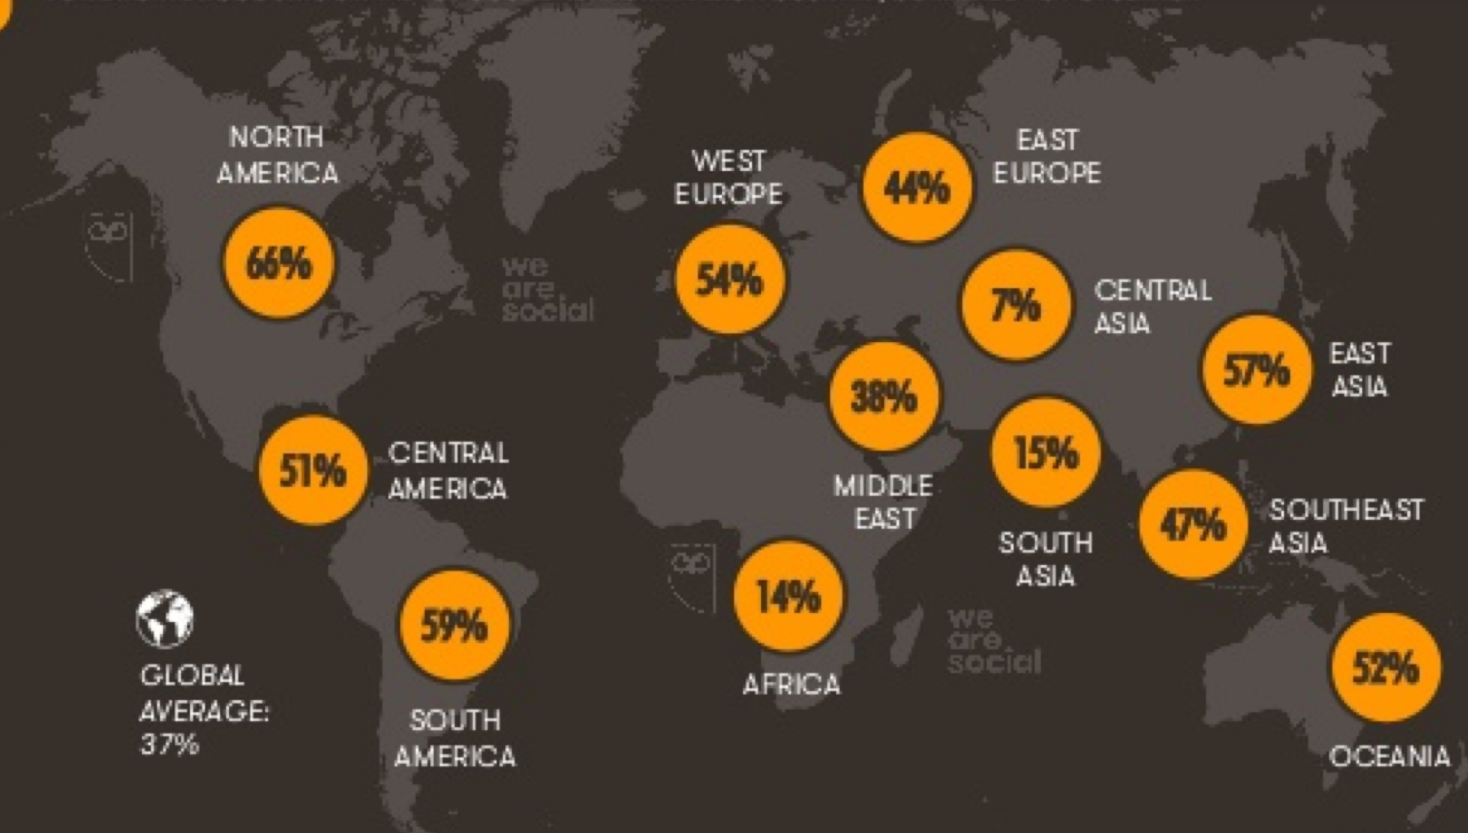 NORTH
AMERICA
66%
WEST
EUROPE
54%
44%
EAST
EUROPE
7%
CENTRAL
ASIA
57%
EAST
ASIA
38%
MIDDLE
EAST
15%
SOUTH
ASIA
47%
SOUTHEAST
ASIA
51%
CENTRAL
AMERICA
59%
SOUTH
AMERICA
14%
AFRICA
52%
OCEANIA
GLOBAL
AVERAGE:
37%
we
are
social
we
are
social